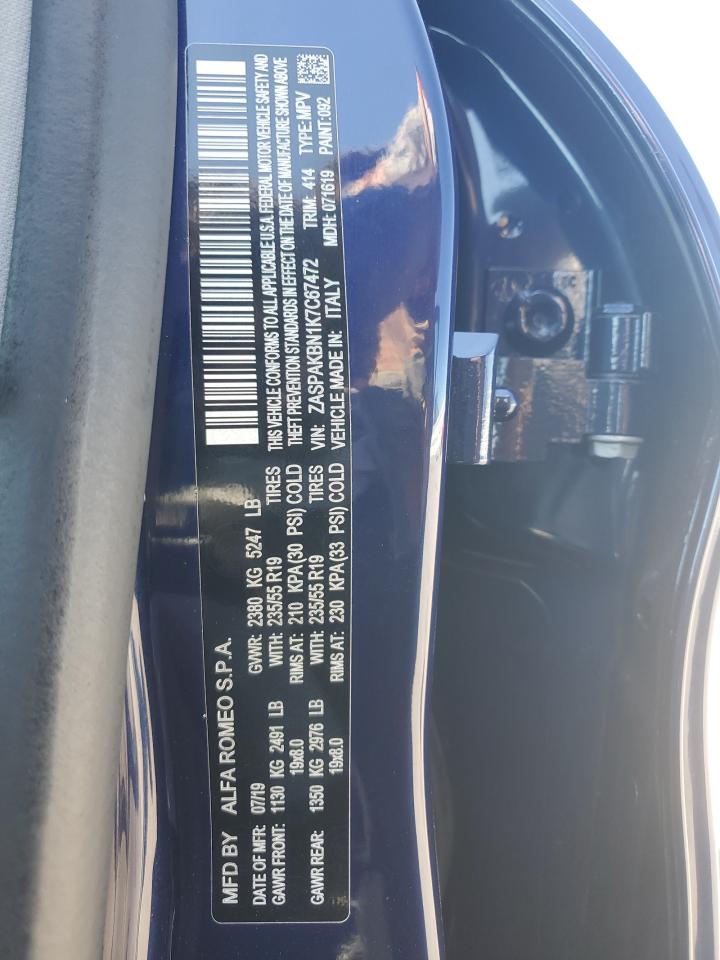 MFD BY ALFA ROMEO S.P.A.
DATE OF MFR: 07/19 GVWR: 2380 KG 5247 LB
GAWR FRONT: 1130 KG 2491 LB WITH: 235/55 R19 TIRES
19x8.0 RIMS AT: 210 KPA(30 PSI) COLD
GAWR REAR: 1350 KG 2976 LB WITH: 235/55 R19 TIRES
19x8.0 RIMS AT: 230 KPA(33 PSI) COLD
THIS VEHICLE CONFORMS TO ALL APPLICABLE U.S.A. FEDERAL MOTOR VEHICLE SAFETY AND
THEFT PREVENTION STANDARDS IN EFFECT ON THE DATE OF MANUFACTURE SHOWN ABOVE
VIN: ZASPAKBN1K7C67472 TRIM: 414 TYPE: MPV
VEHICLE MADE IN: ITALY MDH: 071619 PAINT: 092